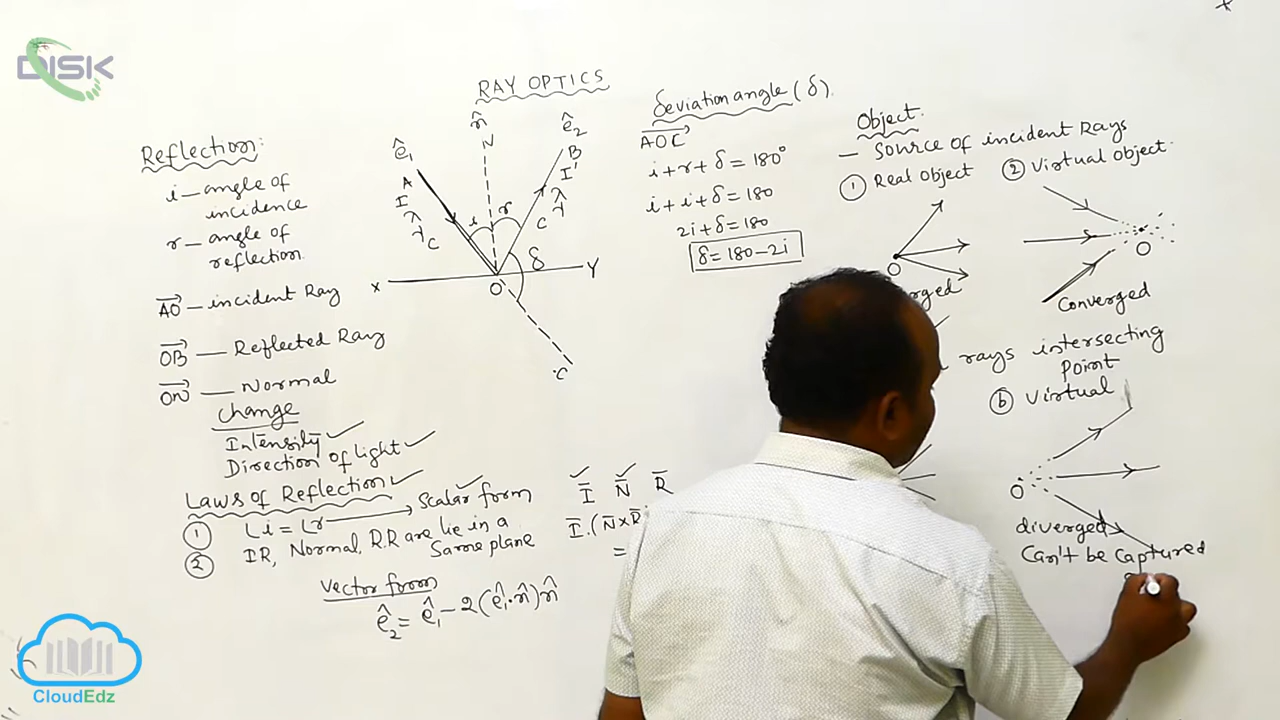 DISK
RAY OPTICS
Reflection:
i — angle of
incidence
r — angle of
reflection
AO→ — incident Ray
OB→ — Reflected Ray
ON→ — Normal
Change
Intensity ✓
Direction of light ✓
Laws of Reflection ✓
① Li = Lr → Scalar form
② IR, Normal, R.R are lie in a
Same plane
Vector form
ê₂ = ê₁ − 2(ê₁·n̂)n̂
ê₁
n̂
ê₂
A
N
B
I
I'
λ
λ
C
C
i
r
δ
X
O
Y
C
I̅ N̅ R̅
I̅.(N̅×R̅
=
Deviation angle (δ)
AOC
i + r + δ = 180°
i + i + δ = 180
2i + δ = 180
δ = 180 − 2i
Object:
— Source of incident Rays
① Real Object
② Virtual Object
O
O
Converged
rays intersecting
Point
ⓑ Virtual
O
diverged
Can't be Captured
CloudEdz